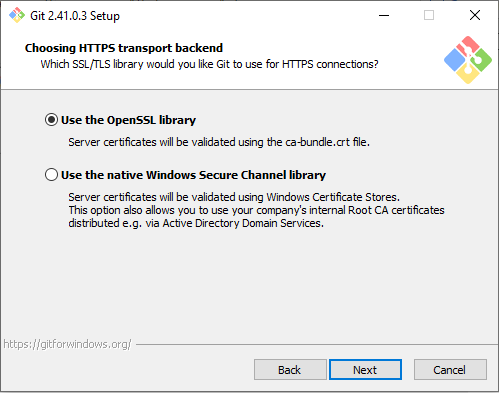 Git 2.41.0.3 Setup
Choosing HTTPS transport backend
Which SSL/TLS library would you like Git to use for HTTPS connections?
Use the OpenSSL library
Server certificates will be validated using the ca-bundle.crt file.
Use the native Windows Secure Channel library
Server certificates will be validated using Windows Certificate Stores.
This option also allows you to use your company's internal Root CA certificates
distributed e.g. via Active Directory Domain Services.
https://gitforwindows.org/
Back
Next
Cancel